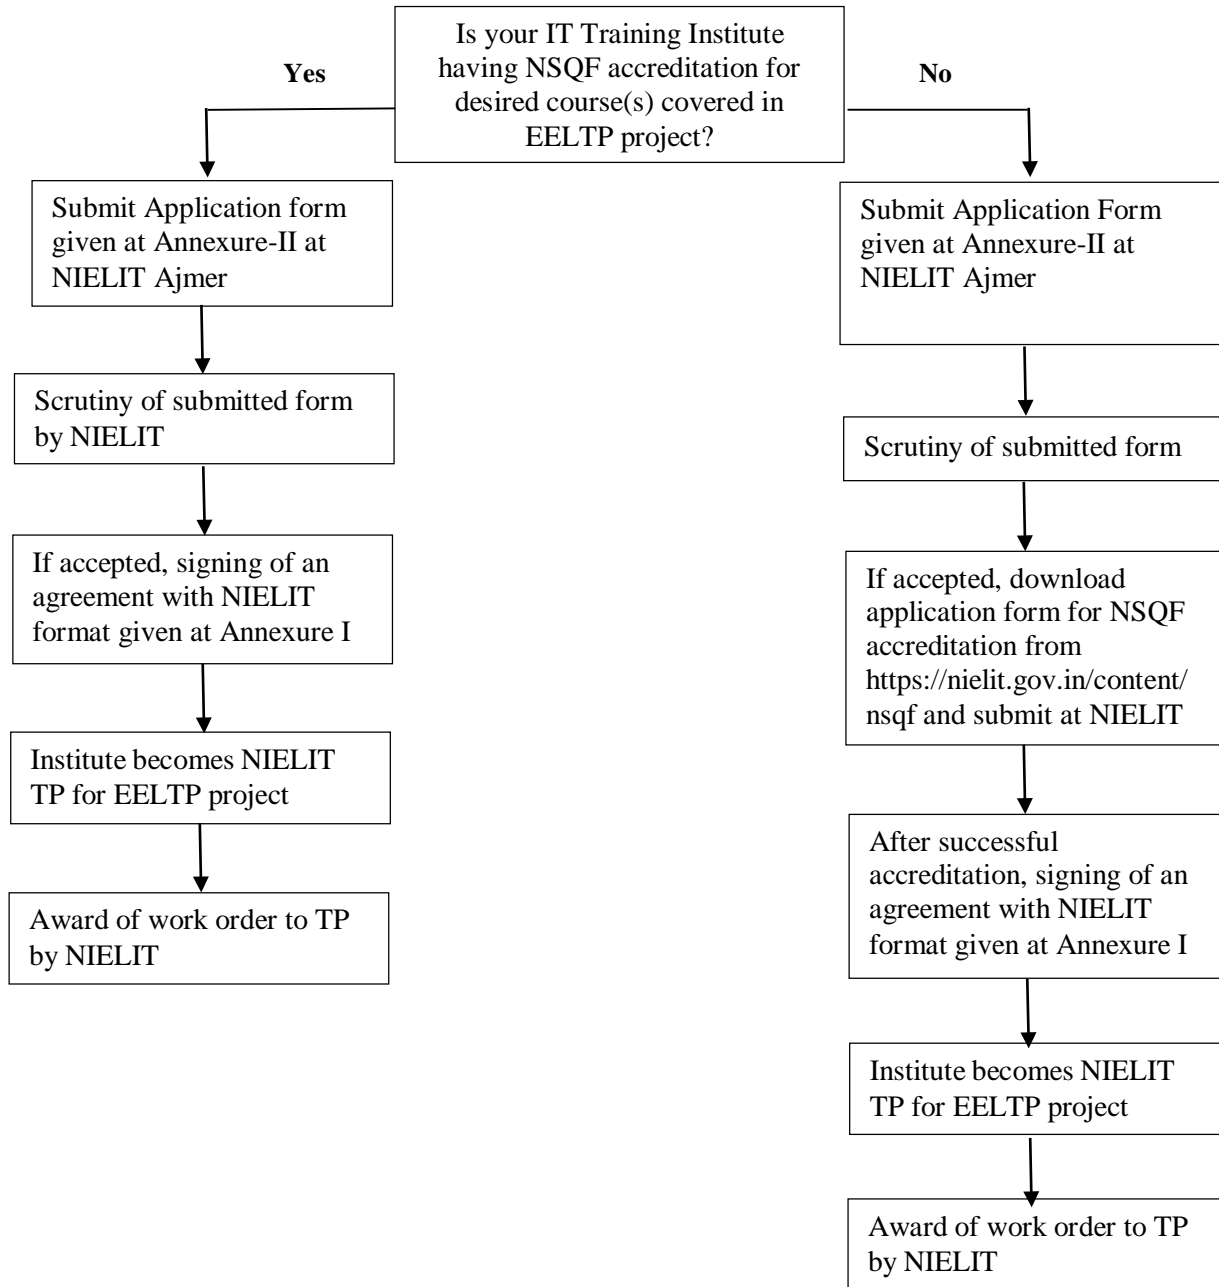 Is your IT Training Institute
having NSQF accreditation for
desired course(s) covered in
EELTP project?
Yes
No
Submit Application form
given at Annexure-II at
NIELIT Ajmer
Scrutiny of submitted form
by NIELIT
If accepted, signing of an
agreement with NIELIT
format given at Annexure I
Institute becomes NIELIT
TP for EELTP project
Award of work order to TP
by NIELIT
Submit Application Form
given at Annexure-II at
NIELIT Ajmer
Scrutiny of submitted form
If accepted, download
application form for NSQF
accreditation from
https://nielit.gov.in/content/
nsqf and submit at NIELIT
After successful
accreditation, signing of an
agreement with NIELIT
format given at Annexure I
Institute becomes NIELIT
TP for EELTP project
Award of work order to TP
by NIELIT